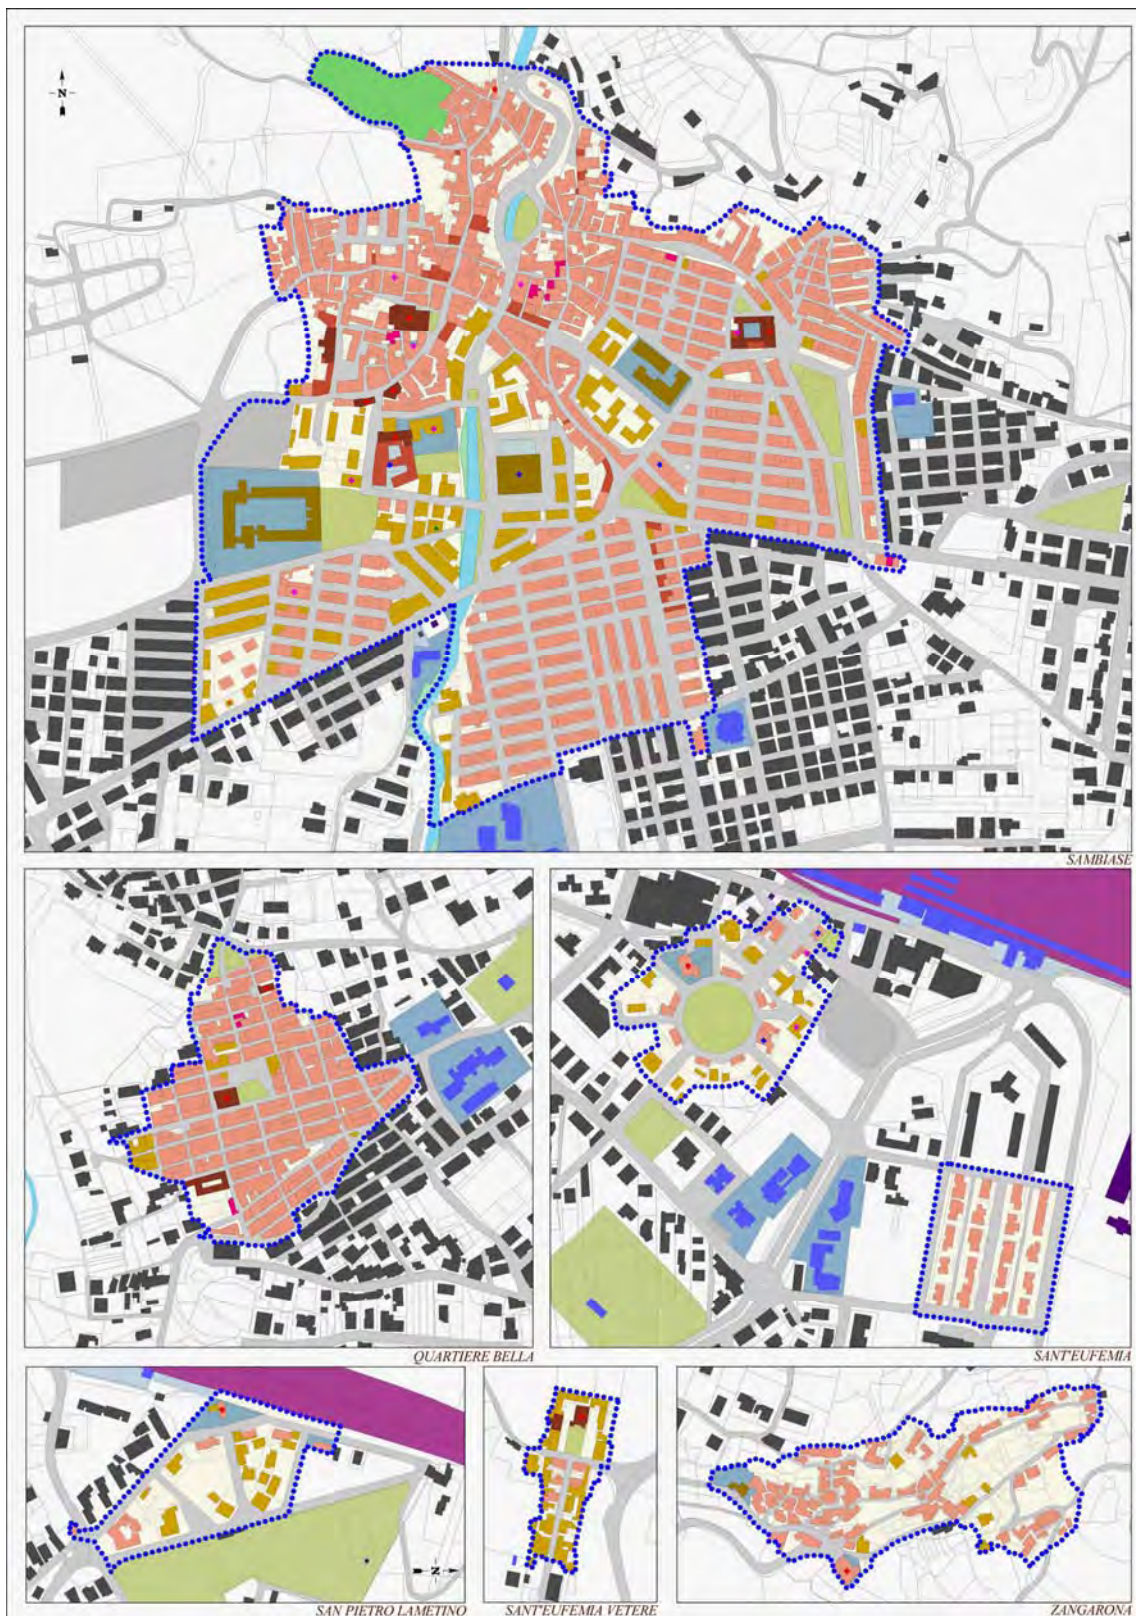 N
SAMBIASE
QUARTIERE BELLA
SANT'EUFEMIA
N
SAN PIETRO LAMETINO
SANT'EUFEMIA VETERE
ZANGARONA